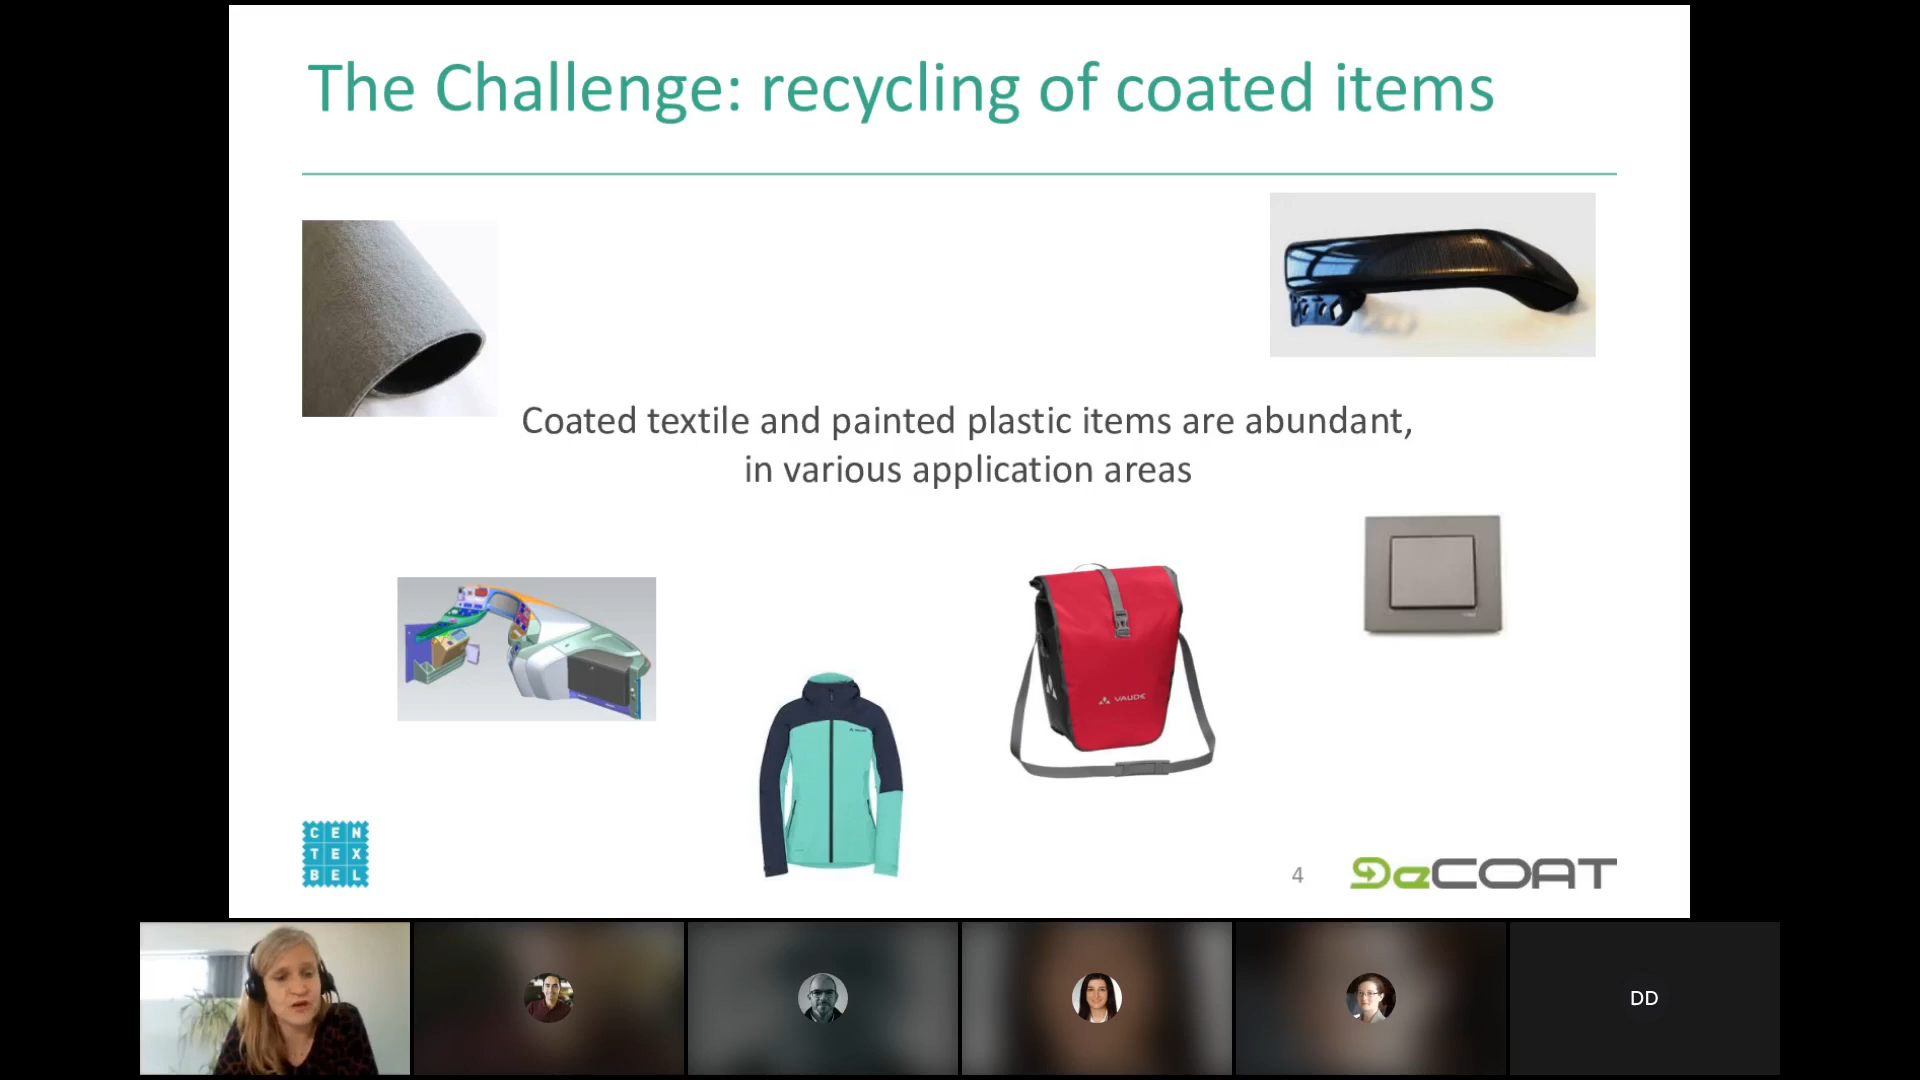 The Challenge: recycling of coated items
Coated textile and painted plastic items are abundant,
in various application areas
VAUDE
CEN
TEX
BEL
4
DeCOAT
DD